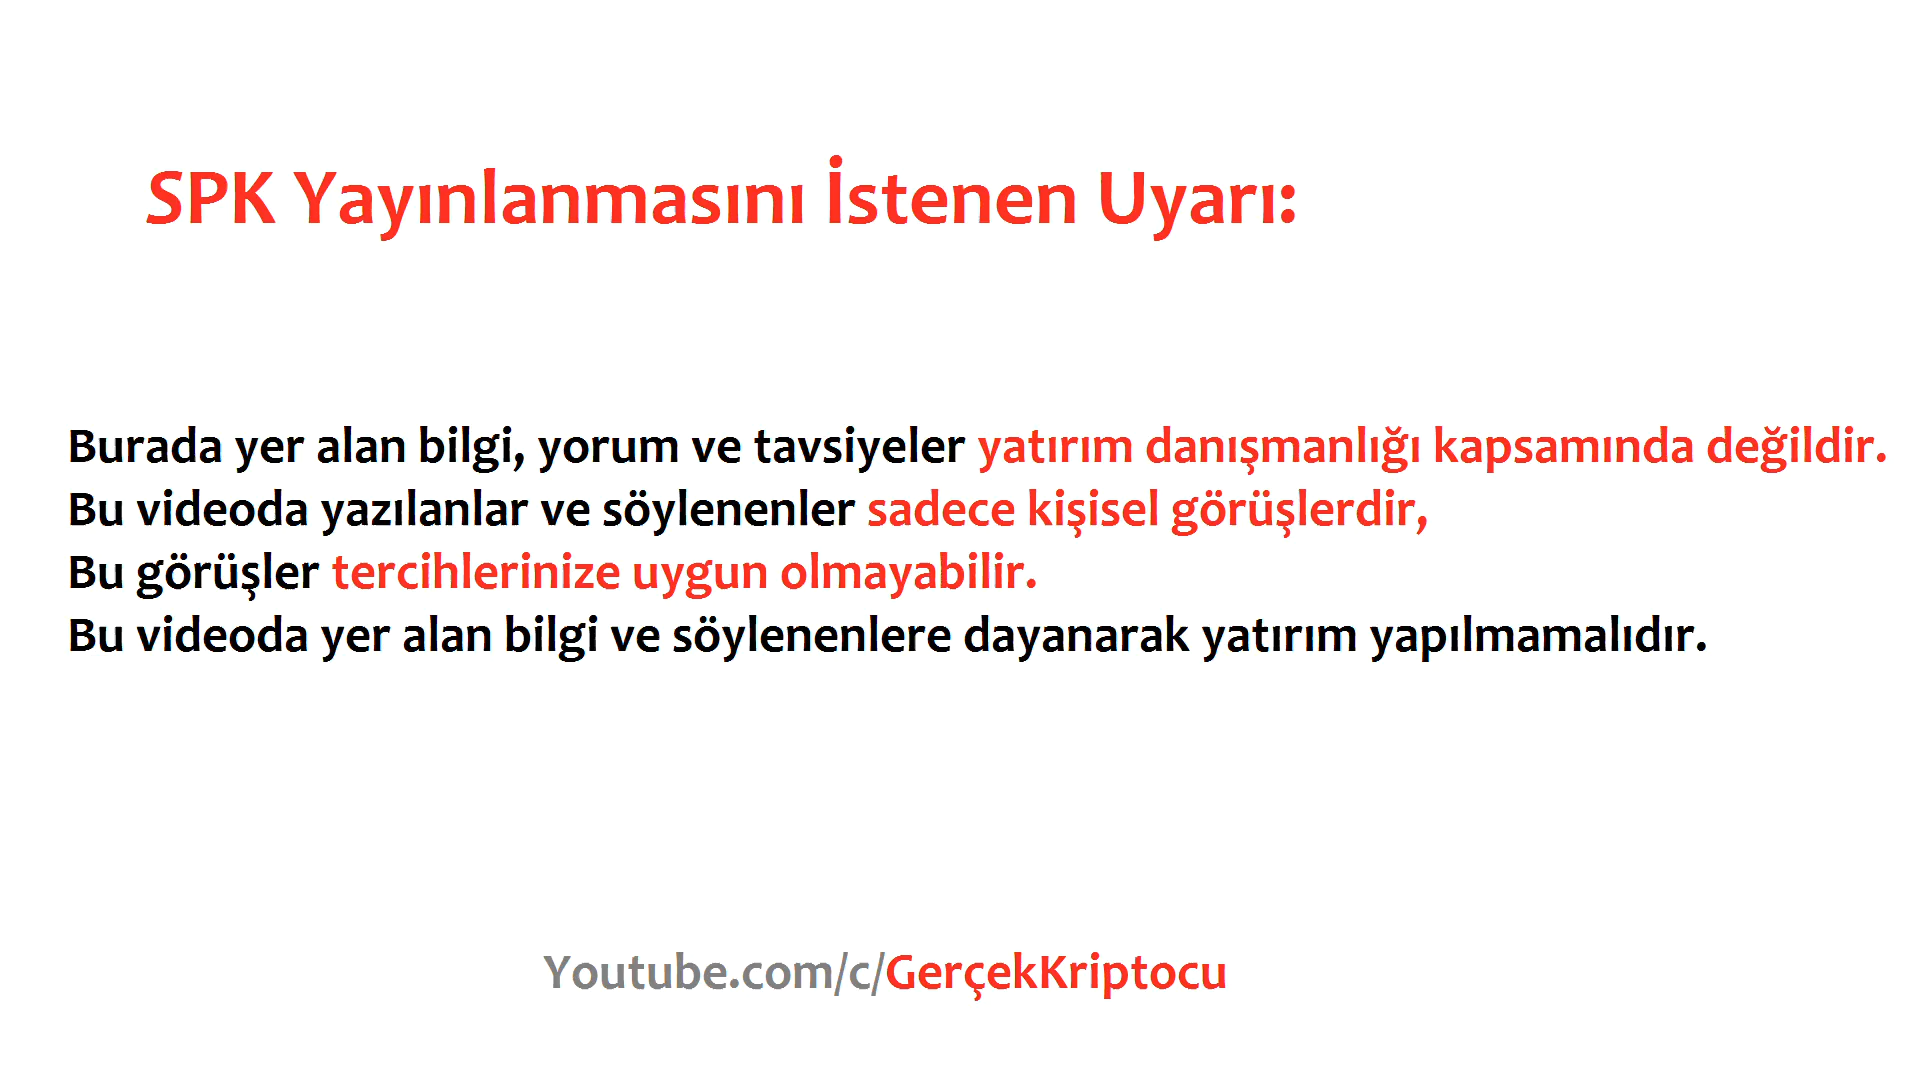 SPK Yayınlanmasını İstenen Uyarı:
Burada yer alan bilgi, yorum ve tavsiyeler yatırım danışmanlığı kapsamında değildir.
Bu videoda yazılanlar ve söylenenler sadece kişisel görüşlerdir,
Bu görüşler tercihlerinize uygun olmayabilir.
Bu videoda yer alan bilgi ve söylenenlere dayanarak yatırım yapılmamalıdır.
Youtube.com/c/GerçekKriptocu